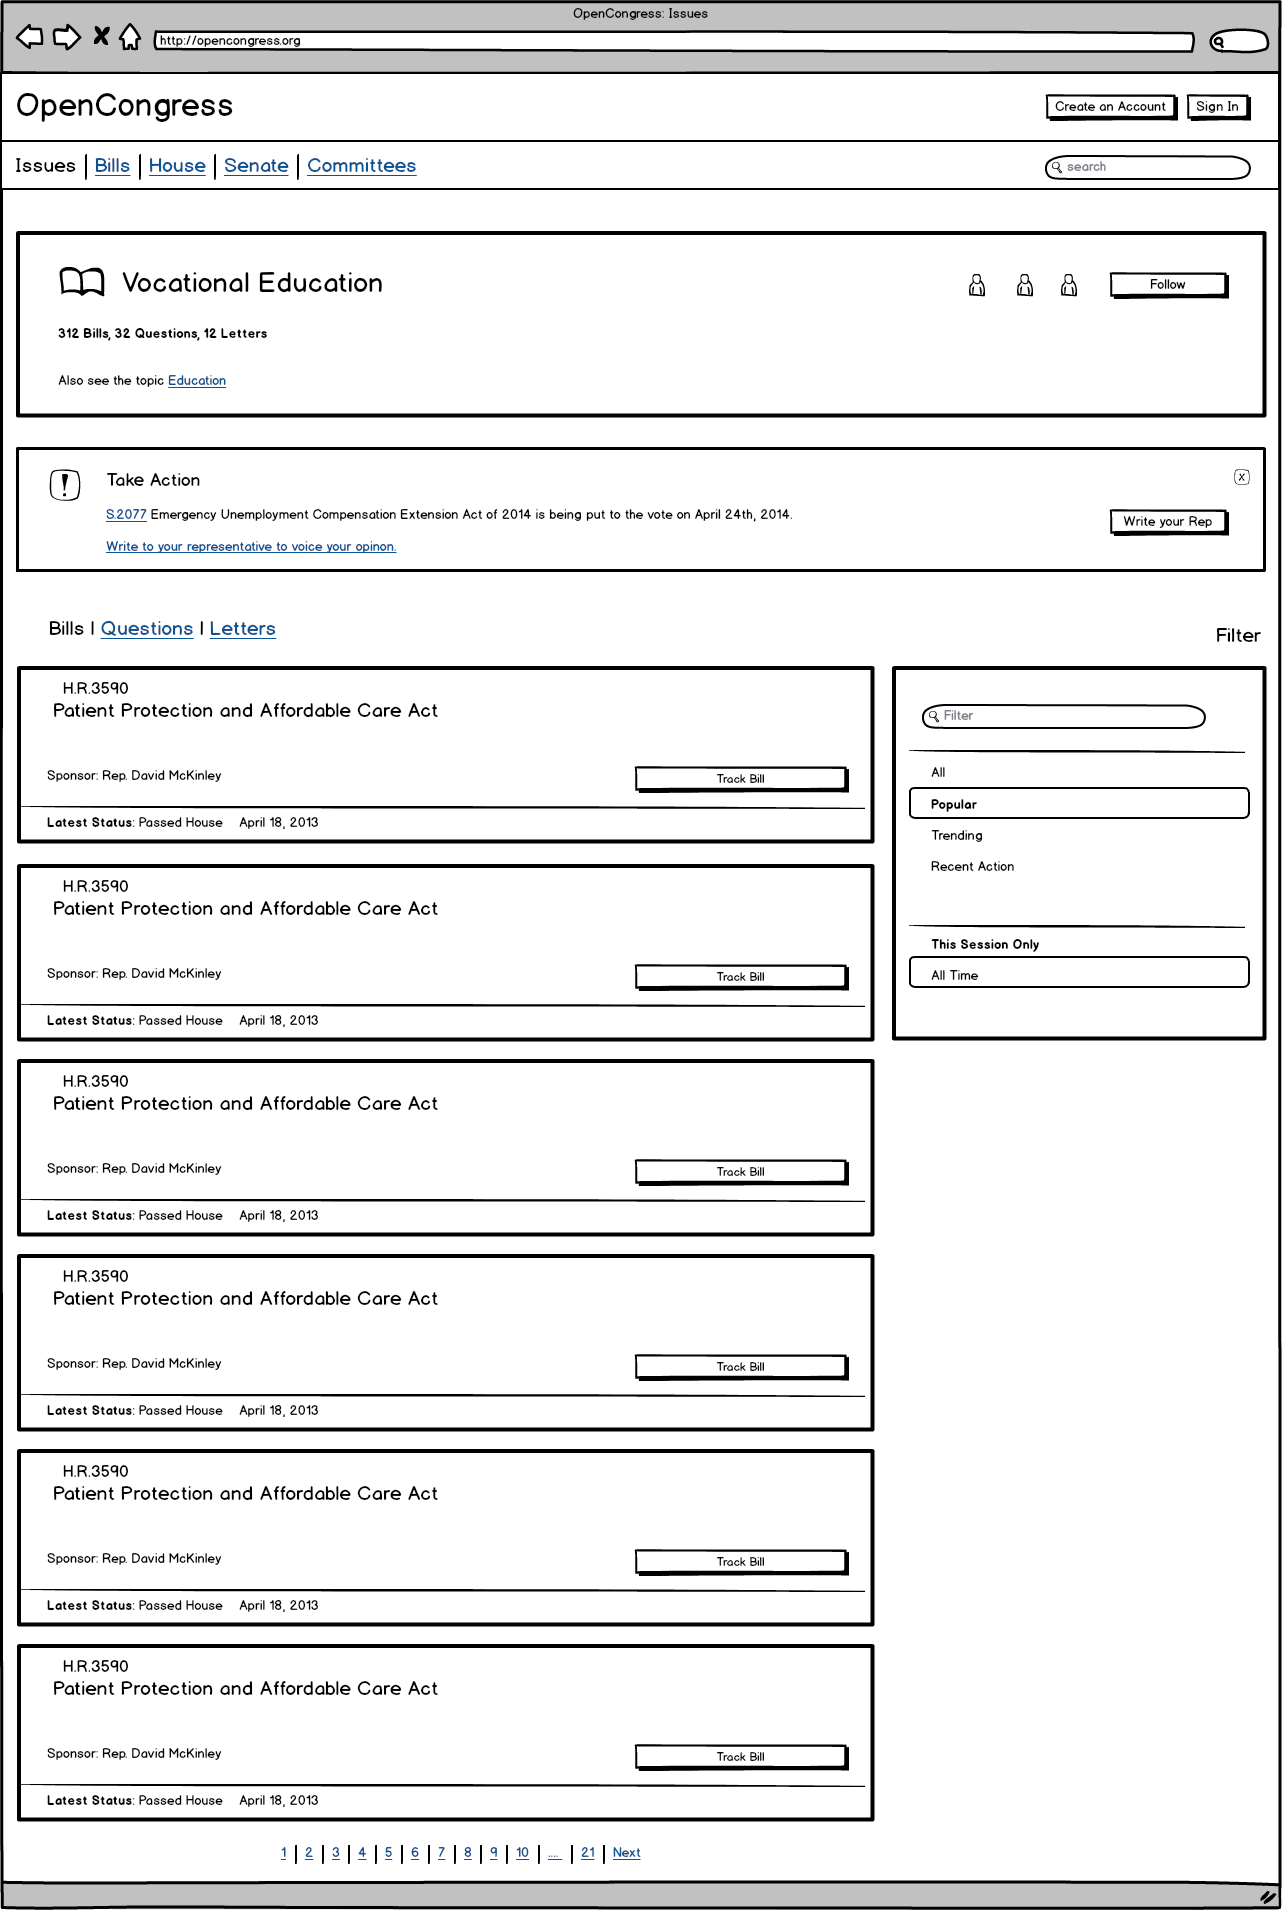 OpenCongress: Issues
http://opencongress.org
OpenCongress
Create an Account
Sign In
Issues | Bills | House | Senate | Committees
search
Vocational Education
Follow
312 Bills, 32 Questions, 12 Letters
Also see the topic Education
!
Take Action
X
S.2077 Emergency Unemployment Compensation Extension Act of 2014 is being put to the vote on April 24th, 2014.
Write your Rep
Write to your representative to voice your opinon.
Bills | Questions | Letters
Filter
H.R.3590
Patient Protection and Affordable Care Act
Sponsor: Rep. David McKinley
Track Bill
Latest Status: Passed House April 18, 2013
Filter
All
Popular
Trending
Recent Action
This Session Only
All Time
H.R.3590
Patient Protection and Affordable Care Act
Sponsor: Rep. David McKinley
Track Bill
Latest Status: Passed House April 18, 2013
H.R.3590
Patient Protection and Affordable Care Act
Sponsor: Rep. David McKinley
Track Bill
Latest Status: Passed House April 18, 2013
H.R.3590
Patient Protection and Affordable Care Act
Sponsor: Rep. David McKinley
Track Bill
Latest Status: Passed House April 18, 2013
H.R.3590
Patient Protection and Affordable Care Act
Sponsor: Rep. David McKinley
Track Bill
Latest Status: Passed House April 18, 2013
H.R.3590
Patient Protection and Affordable Care Act
Sponsor: Rep. David McKinley
Track Bill
Latest Status: Passed House April 18, 2013
1 | 2 | 3 | 4 | 5 | 6 | 7 | 8 | 9 | 10 | .... | 21 | Next